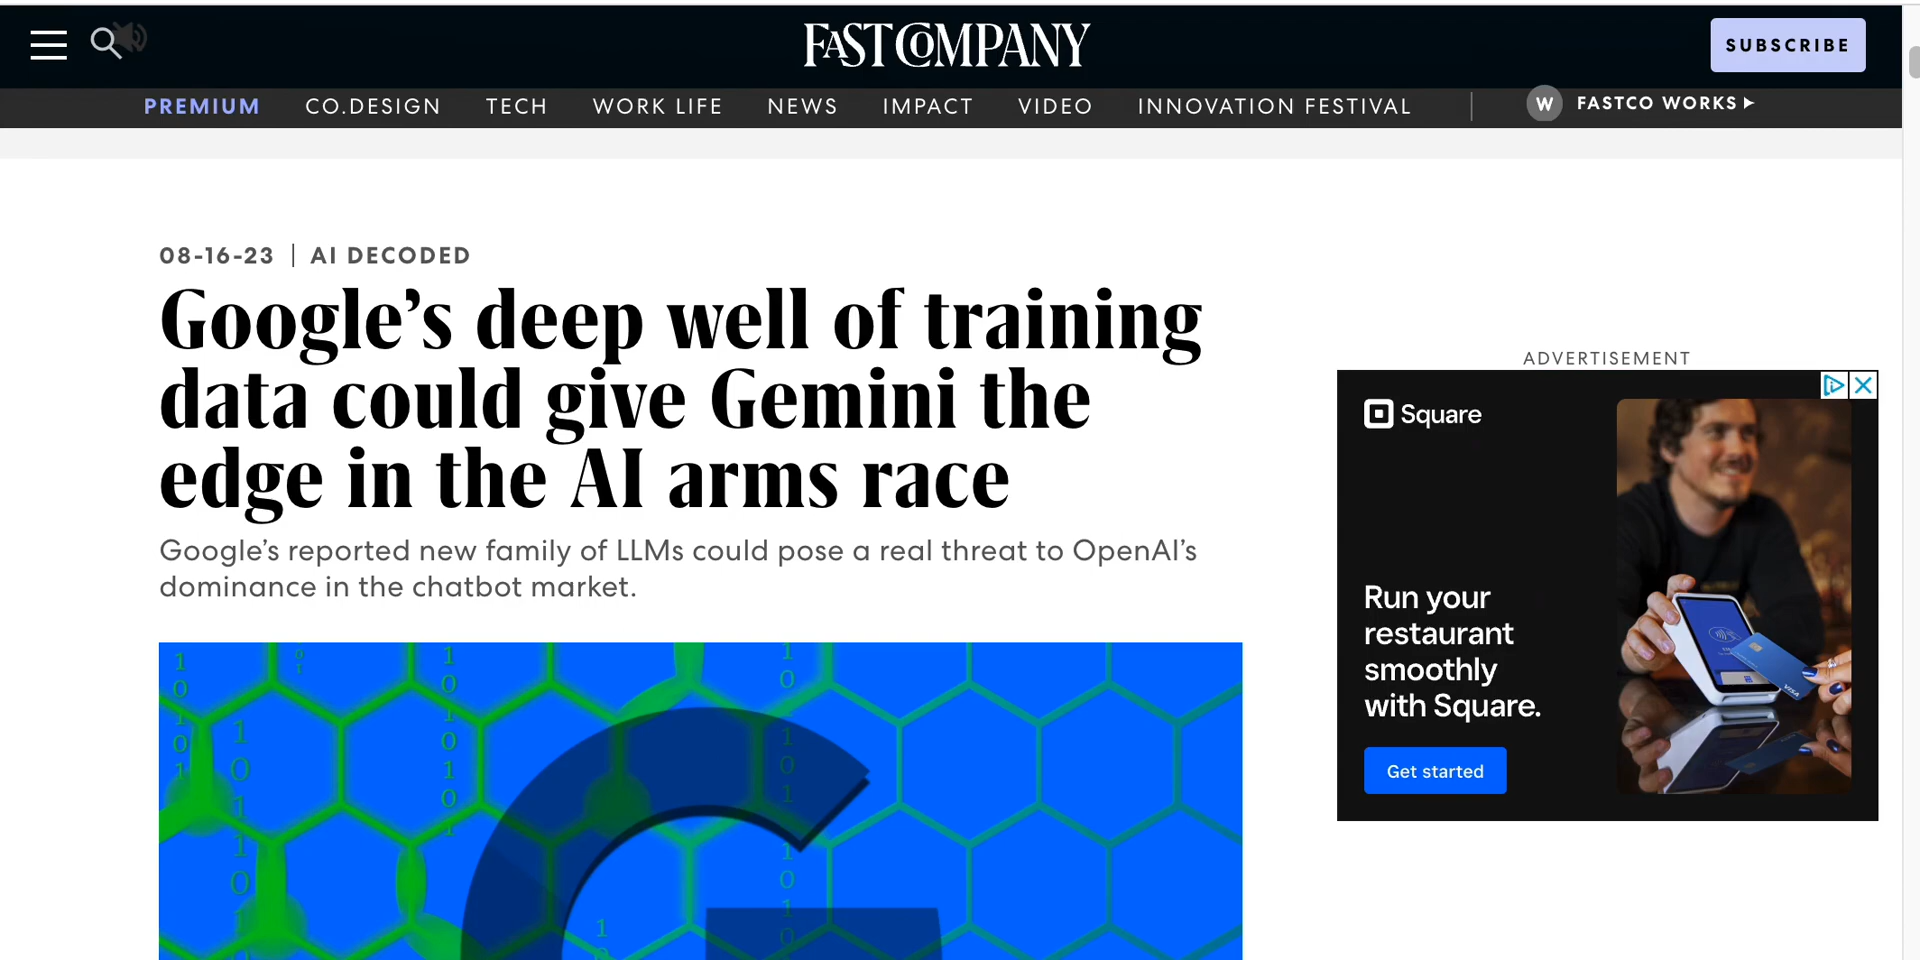 FAST COMPANY
SUBSCRIBE
PREMIUM CO.DESIGN TECH WORK LIFE NEWS IMPACT VIDEO INNOVATION FESTIVAL | W FASTCO WORKS
08-16-23 | AI DECODED
Google’s deep well of training
data could give Gemini the
edge in the AI arms race
Google’s reported new family of LLMs could pose a real threat to OpenAI’s
dominance in the chatbot market.
ADVERTISEMENT
Square
Run your
restaurant
smoothly
with Square.
Get started
VISA
G